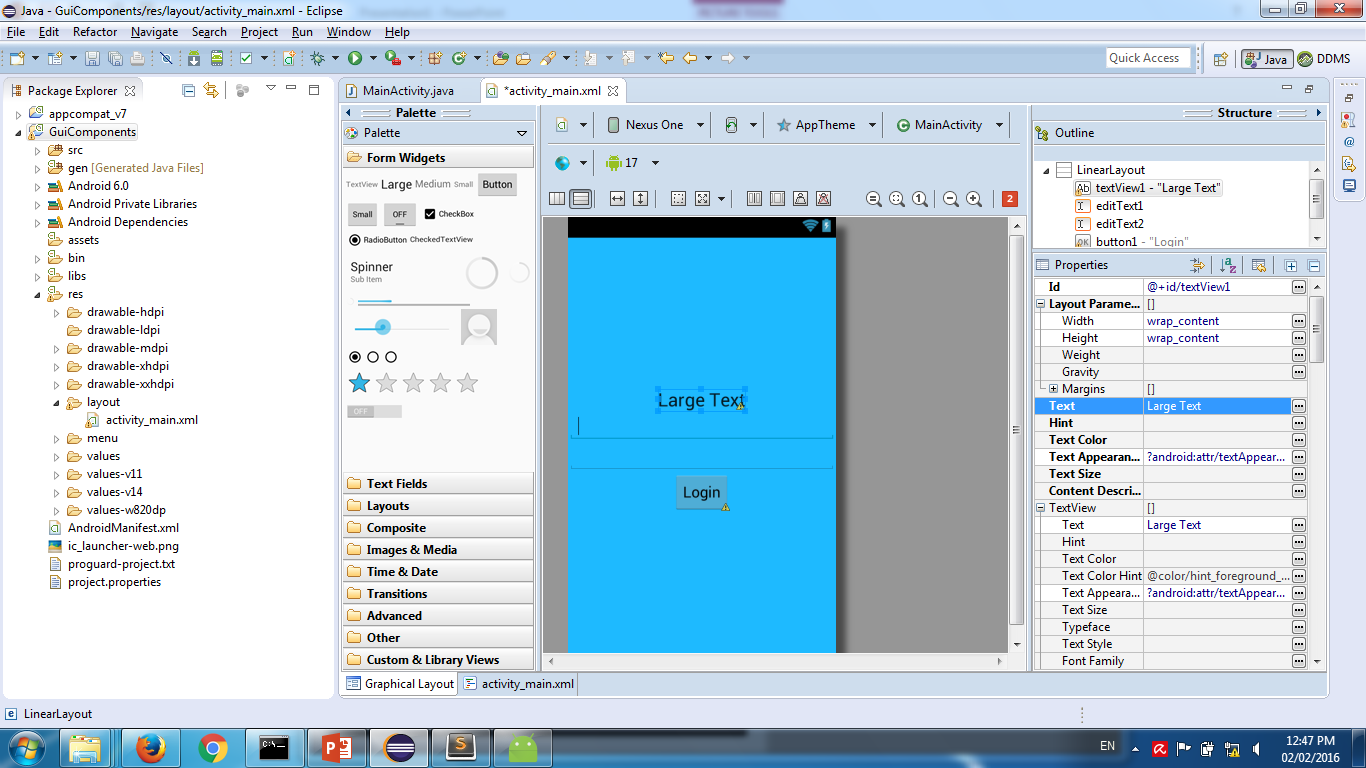 Java - GuiComponents/res/layout/activity_main.xml - Eclipse
File Edit Refactor Navigate Search Project Run Window Help
Quick Access Java DDMS
Package Explorer
appcompat_v7
GuiComponents
src
gen [Generated Java Files]
Android 6.0
Android Private Libraries
Android Dependencies
assets
bin
libs
res
drawable-hdpi
drawable-ldpi
drawable-mdpi
drawable-xhdpi
drawable-xxhdpi
layout
activity_main.xml
menu
values
values-v11
values-v14
values-w820dp
AndroidManifest.xml
ic_launcher-web.png
proguard-project.txt
project.properties
MainActivity.java *activity_main.xml
Palette
Palette
Form Widgets
TextView Large Medium Small Button
Small OFF CheckBox
RadioButton CheckedTextView
Spinner
Sub Item
OFF
Text Fields
Layouts
Composite
Images & Media
Time & Date
Transitions
Advanced
Other
Custom & Library Views
Graphical Layout activity_main.xml
Nexus One AppTheme MainActivity
17
1 2
Large Text
Login
Structure
Outline
LinearLayout
Ab textView1 - "Large Text"
editText1
editText2
OK button1 - "Login"
Properties
Id @+id/textView1
Layout Parame... []
Width wrap_content
Height wrap_content
Weight
Gravity
Margins []
Text Large Text
Hint
Text Color
Text Appearan... ?android:attr/textAppear...
Text Size
Content Descri...
TextView []
Text Large Text
Hint
Text Color
Text Color Hint @color/hint_foreground_...
Text Appeara... ?android:attr/textAppear...
Text Size
Typeface
Text Style
Font Family
LinearLayout
EN 12:47 PM
02/02/2016